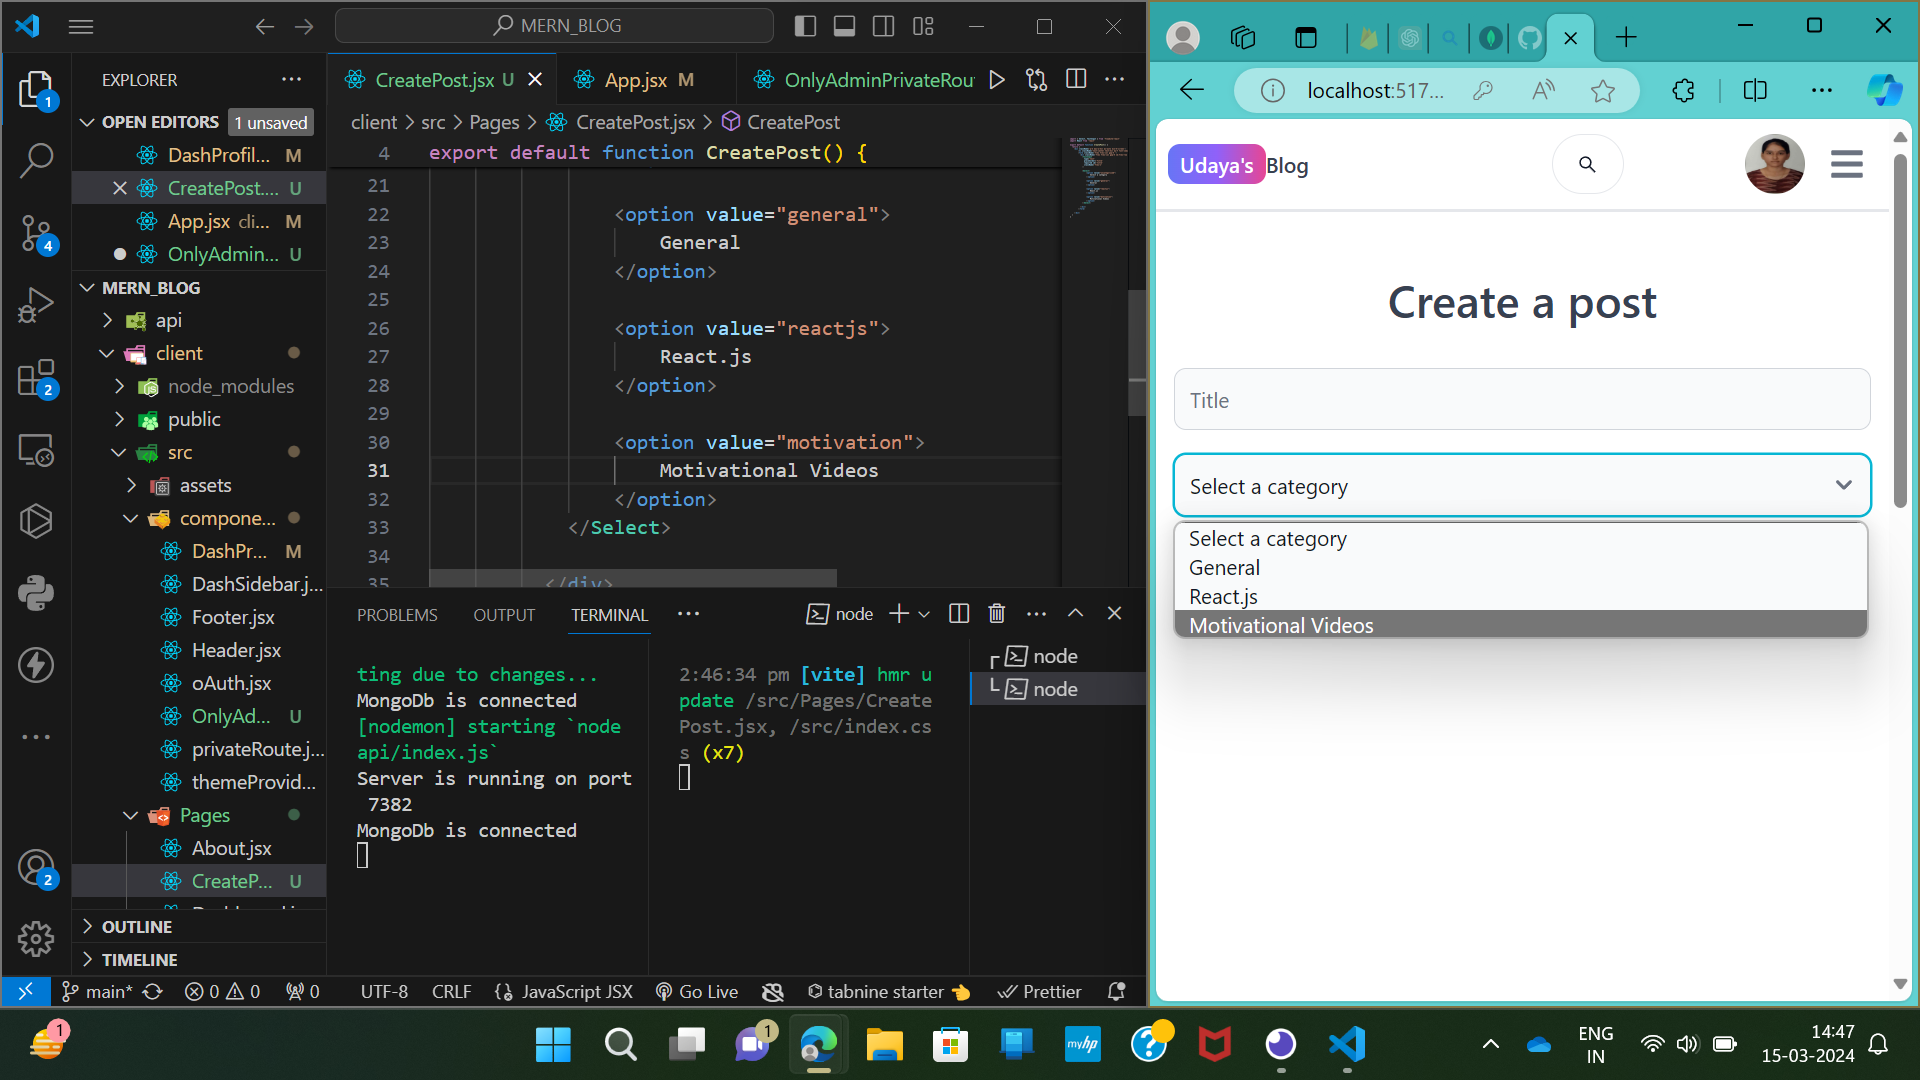 MERN_BLOG
EXPLORER
OPEN EDITORS 1 unsaved
DashProfil... M
CreatePost.... U
App.jsx cli... M
OnlyAdmin... U
MERN_BLOG
api
client
node_modules
public
src
assets
compone...
DashPr... M
DashSidebar.j...
Footer.jsx
Header.jsx
oAuth.jsx
OnlyAd... U
privateRoute.j...
themeProvid...
Pages
About.jsx
CreateP... U
OUTLINE
TIMELINE
1
4
2
2
CreatePost.jsx U
App.jsx M
OnlyAdminPrivateRou
client > src > Pages > CreatePost.jsx > CreatePost
4 export default function CreatePost() {
21
22 <option value="general">
23 General
24 </option>
25
26 <option value="reactjs">
27 React.js
28 </option>
29
30 <option value="motivation">
31 Motivational Videos
32 </option>
33 </Select>
34
35 </div>
PROBLEMS OUTPUT TERMINAL node
ting due to changes...
MongoDb is connected
[nodemon] starting `node
api/index.js`
Server is running on port
7382
MongoDb is connected
2:46:34 pm [vite] hmr u
pdate /src/Pages/Create
Post.jsx, /src/index.cs
s (x7)
node
node
main* 0 0 0 UTF-8 CRLF JavaScript JSX Go Live tabnine starter Prettier
localhost:517...
Udaya's Blog
Create a post
Title
Select a category
Select a category
General
React.js
Motivational Videos
1
1
myhp
ENG
IN
14:47
15-03-2024